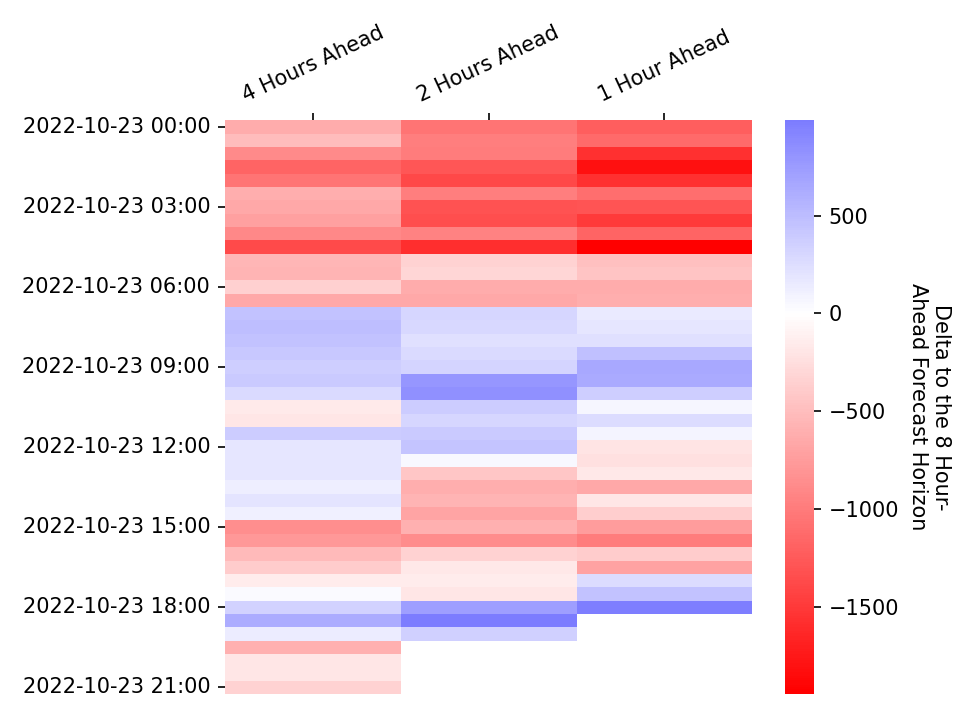 4 Hours Ahead
2 Hours Ahead
1 Hour Ahead
2022-10-23 00:00
2022-10-23 03:00
2022-10-23 06:00
2022-10-23 09:00
2022-10-23 12:00
2022-10-23 15:00
2022-10-23 18:00
2022-10-23 21:00
500
0
−500
−1000
−1500
Delta to the 8 Hour-
Ahead Forecast Horizon